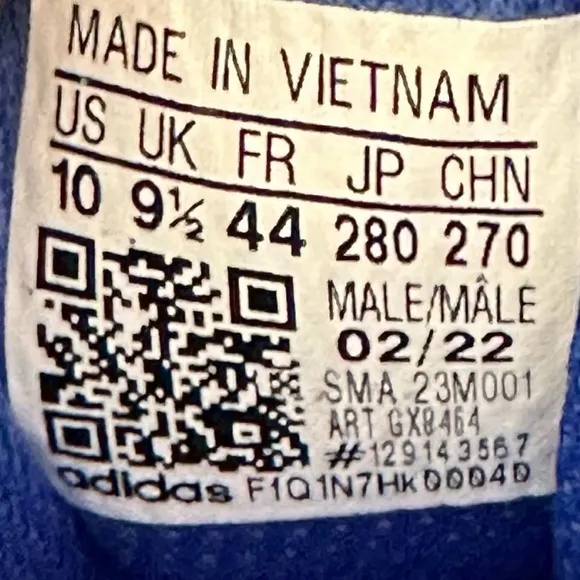 MADE IN VIETNAM
US UK FR JP CHN
10 9½ 44 280 270
MALE/MÂLE
02/22
SMA 23M001
ART GX8464
#129143567
adidas F1Q1N7Hk00040